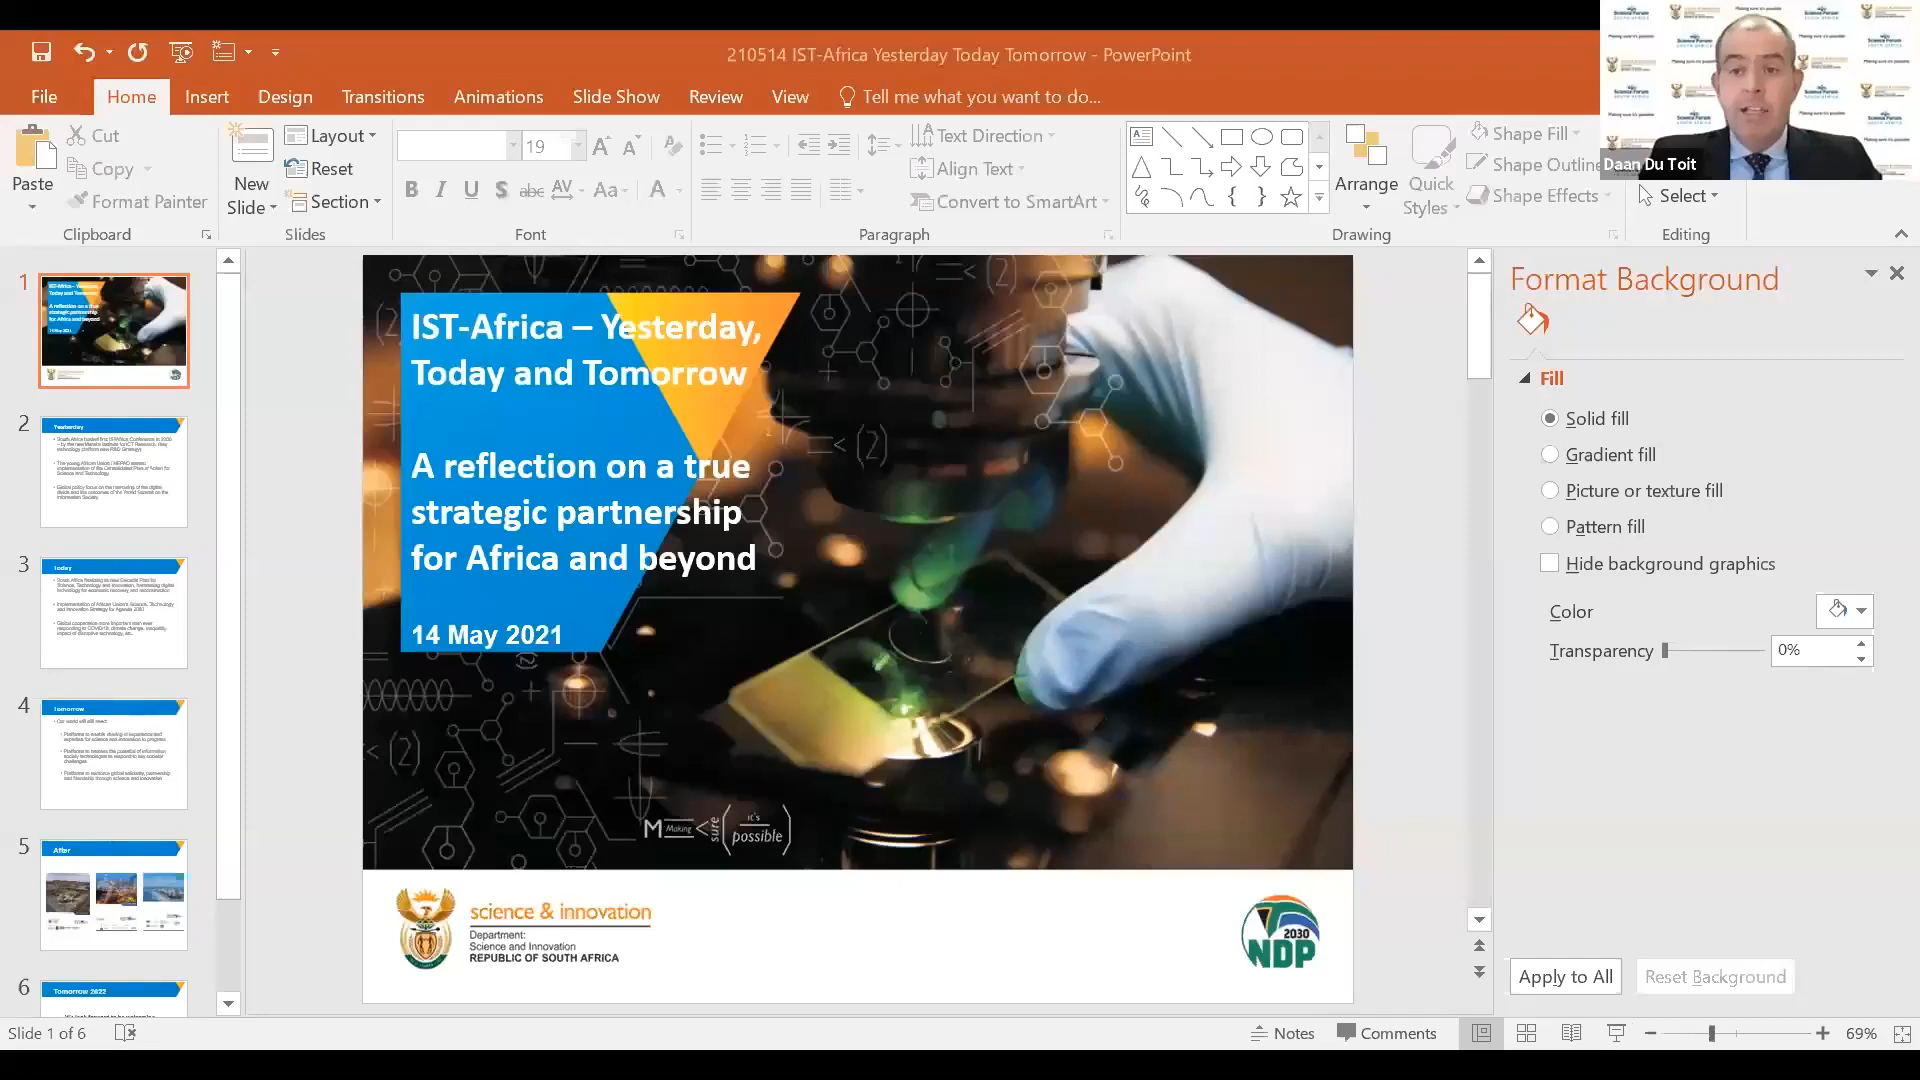 210514 IST-Africa Yesterday Today Tomorrow - PowerPoint
File Home Insert Design Transitions Animations Slide Show Review View Tell me what you want to do...
Paste
Cut
Copy
Format Painter
Clipboard
New Slide
Layout
Reset
Section
Slides
19
B I U S abc AV Aa A
Font
Text Direction
Align Text
Convert to SmartArt
Paragraph
Arrange
Quick Styles
Shape Fill
Shape Outline
Shape Effects
Drawing
Select
Editing
Daan Du Toit
1
2
Yesterday
3
Today
4
Tomorrow
5
After
6
Tomorrow 2022
IST-Africa – Yesterday,
Today and Tomorrow
A reflection on a true
strategic partnership
for Africa and beyond
14 May 2021
Making sure it's possible
science & innovation
Department:
Science and Innovation
REPUBLIC OF SOUTH AFRICA
2030
NDP
Format Background
Fill
Solid fill
Gradient fill
Picture or texture fill
Pattern fill
Hide background graphics
Color
Transparency 0%
Apply to All Reset Background
Slide 1 of 6 Notes Comments 69%